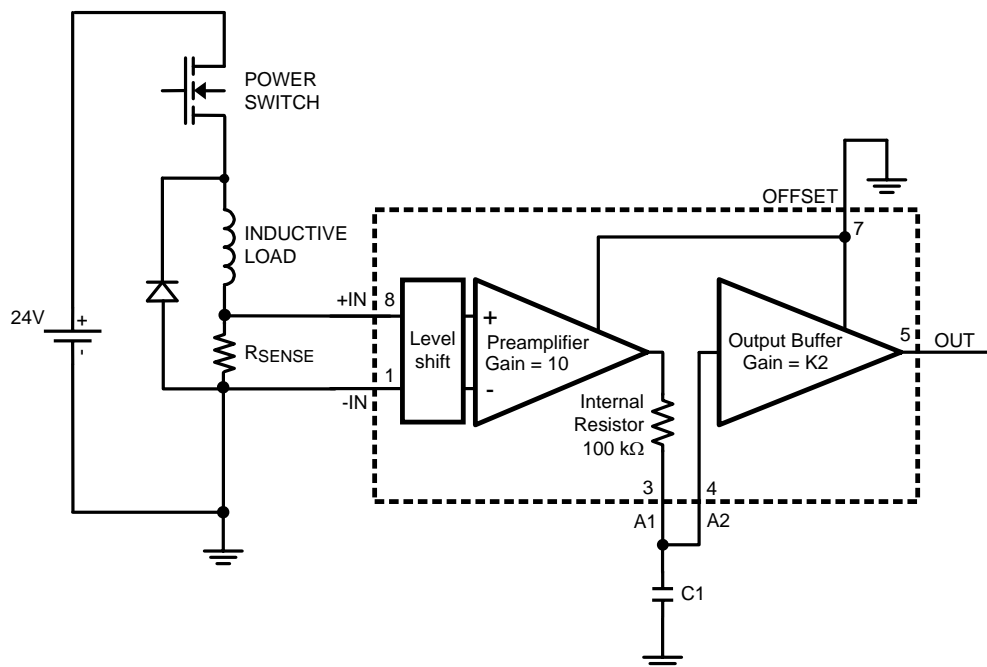 POWER
SWITCH
OFFSET
7
INDUCTIVE
LOAD
+IN
8
24V
+
-
RSENSE
Level
shift
+
Preamplifier
Gain = 10
-
Output Buffer
Gain = K2
5
OUT
1
-IN
Internal
Resistor
100 kΩ
3
4
A1
A2
C1